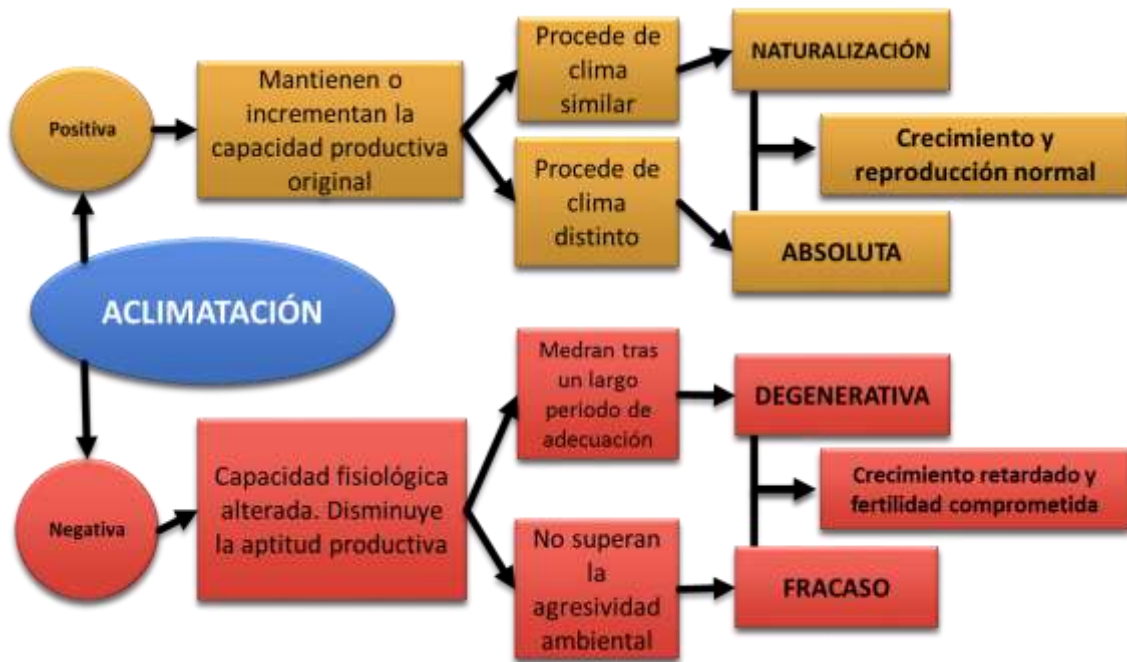 Positiva
Mantienen o
incrementan la
capacidad productiva
original
Procede de
clima
similar
NATURALIZACIÓN
Crecimiento y
reproducción normal
Procede de
clima
distinto
ABSOLUTA
ACLIMATACIÓN
Negativa
Capacidad fisiológica
alterada. Disminuye
la aptitud productiva
Medran tras
un largo
periodo de
adecuación
DEGENERATIVA
Crecimiento retardado y
fertilidad comprometida
No superan
la
agresividad
ambiental
FRACASO